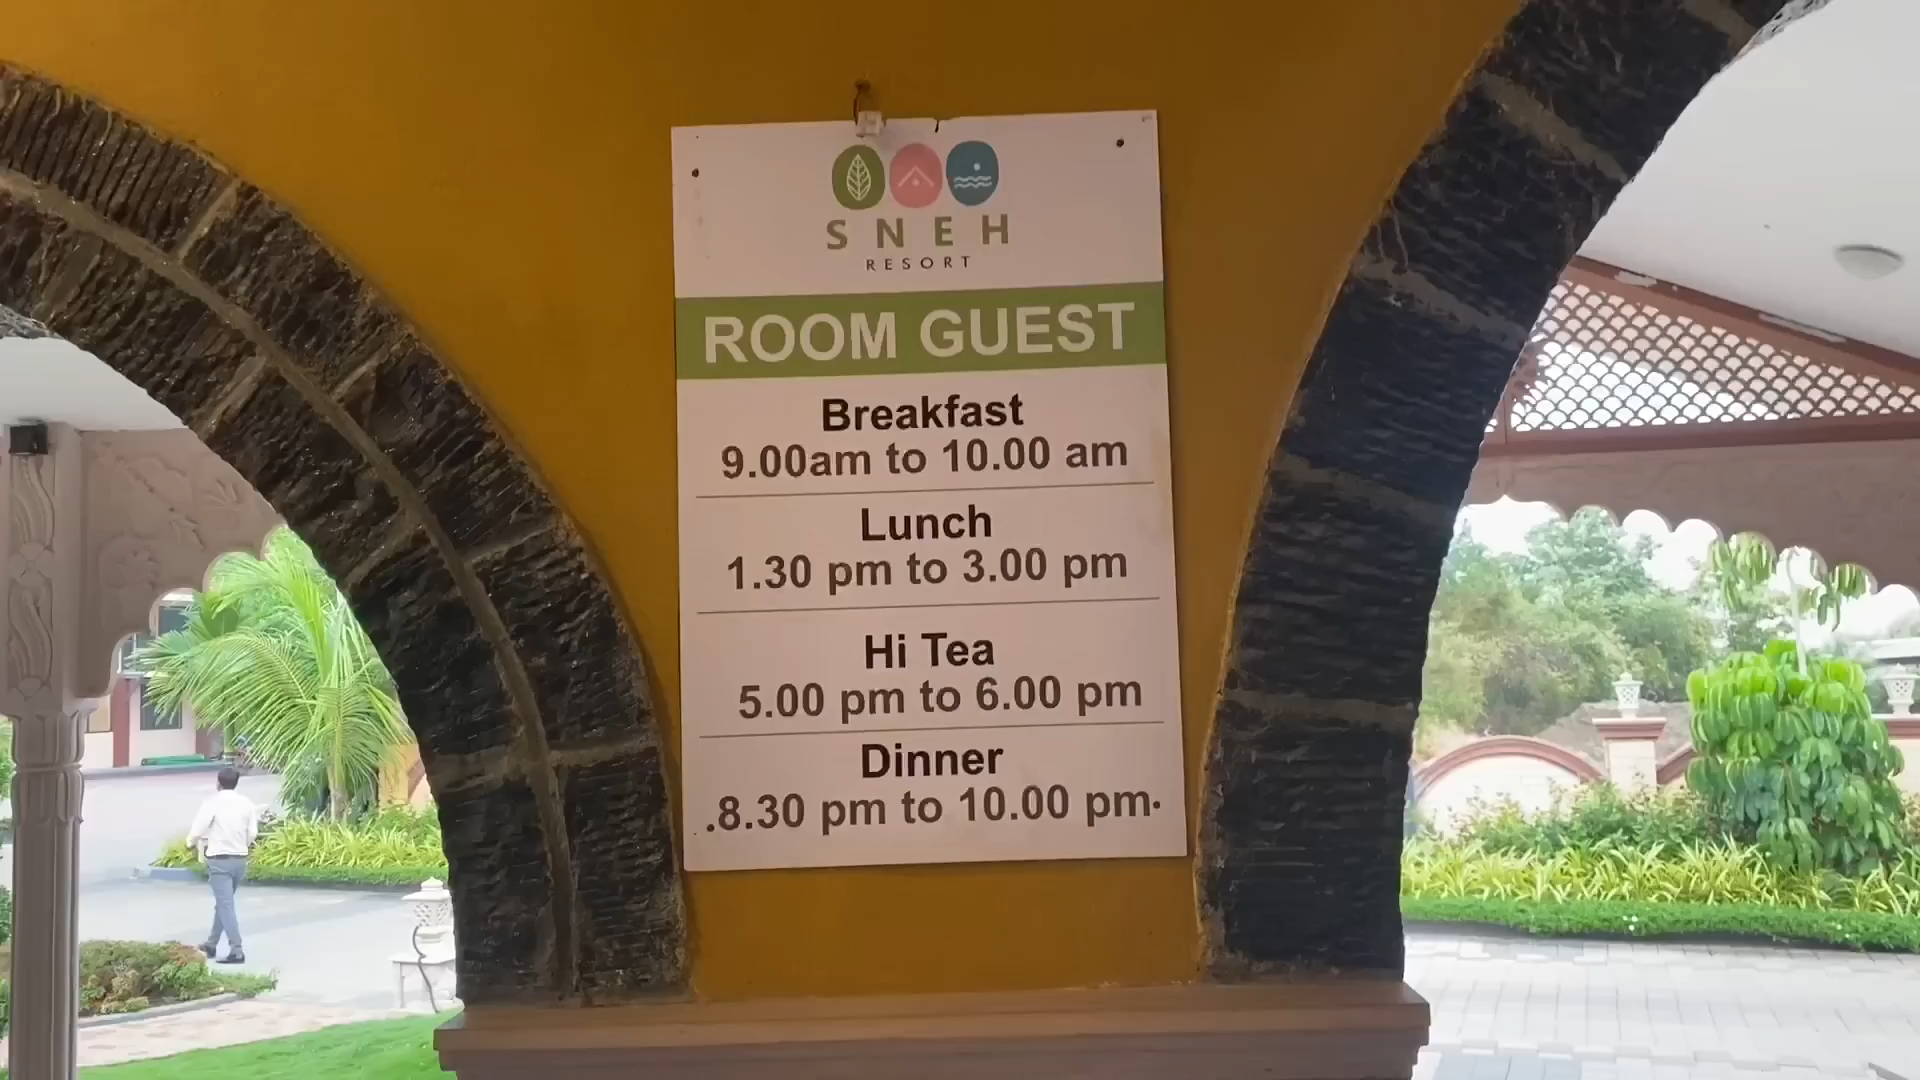 SNEH
RESORT
ROOM GUEST
Breakfast
9.00am to 10.00 am
Lunch
1.30 pm to 3.00 pm
Hi Tea
5.00 pm to 6.00 pm
Dinner
8.30 pm to 10.00 pm